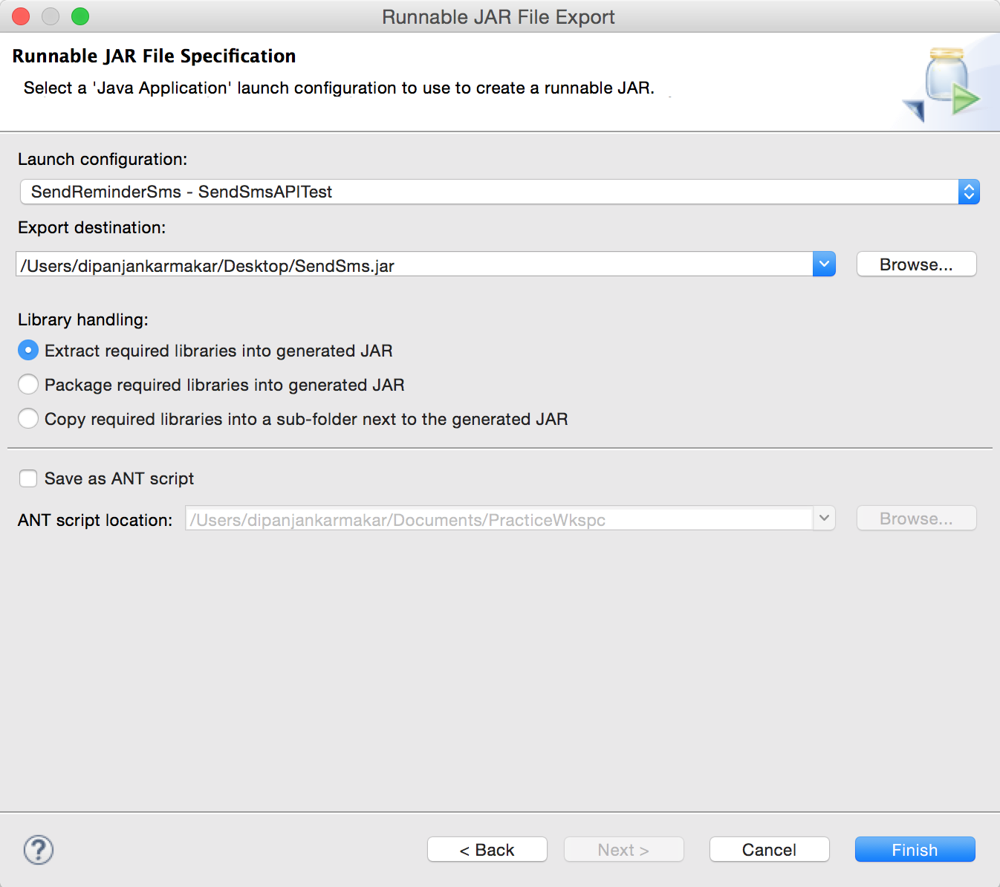 Runnable JAR File Export
Runnable JAR File Specification
Select a 'Java Application' launch configuration to use to create a runnable JAR.
Launch configuration:
SendReminderSms - SendSmsAPITest
Export destination:
/Users/dipanjankarmakar/Desktop/SendSms.jar
Browse...
Library handling:
Extract required libraries into generated JAR
Package required libraries into generated JAR
Copy required libraries into a sub-folder next to the generated JAR
Save as ANT script
ANT script location: /Users/dipanjankarmakar/Documents/PracticeWkspc Browse...
? < Back Next > Cancel Finish